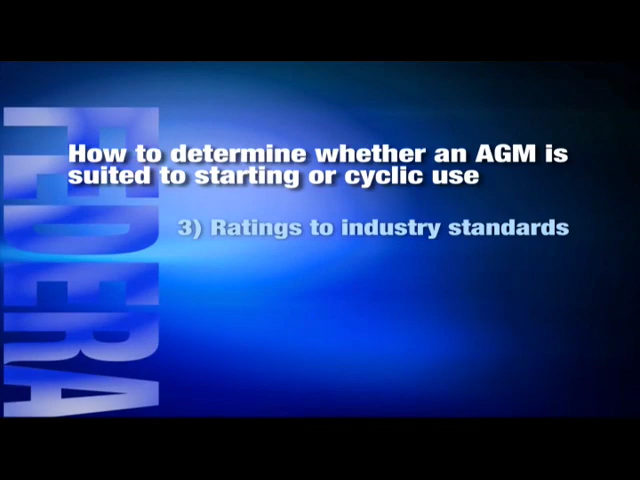 FEDERA
How to determine whether an AGM is
suited to starting or cyclic use
3) Ratings to industry standards